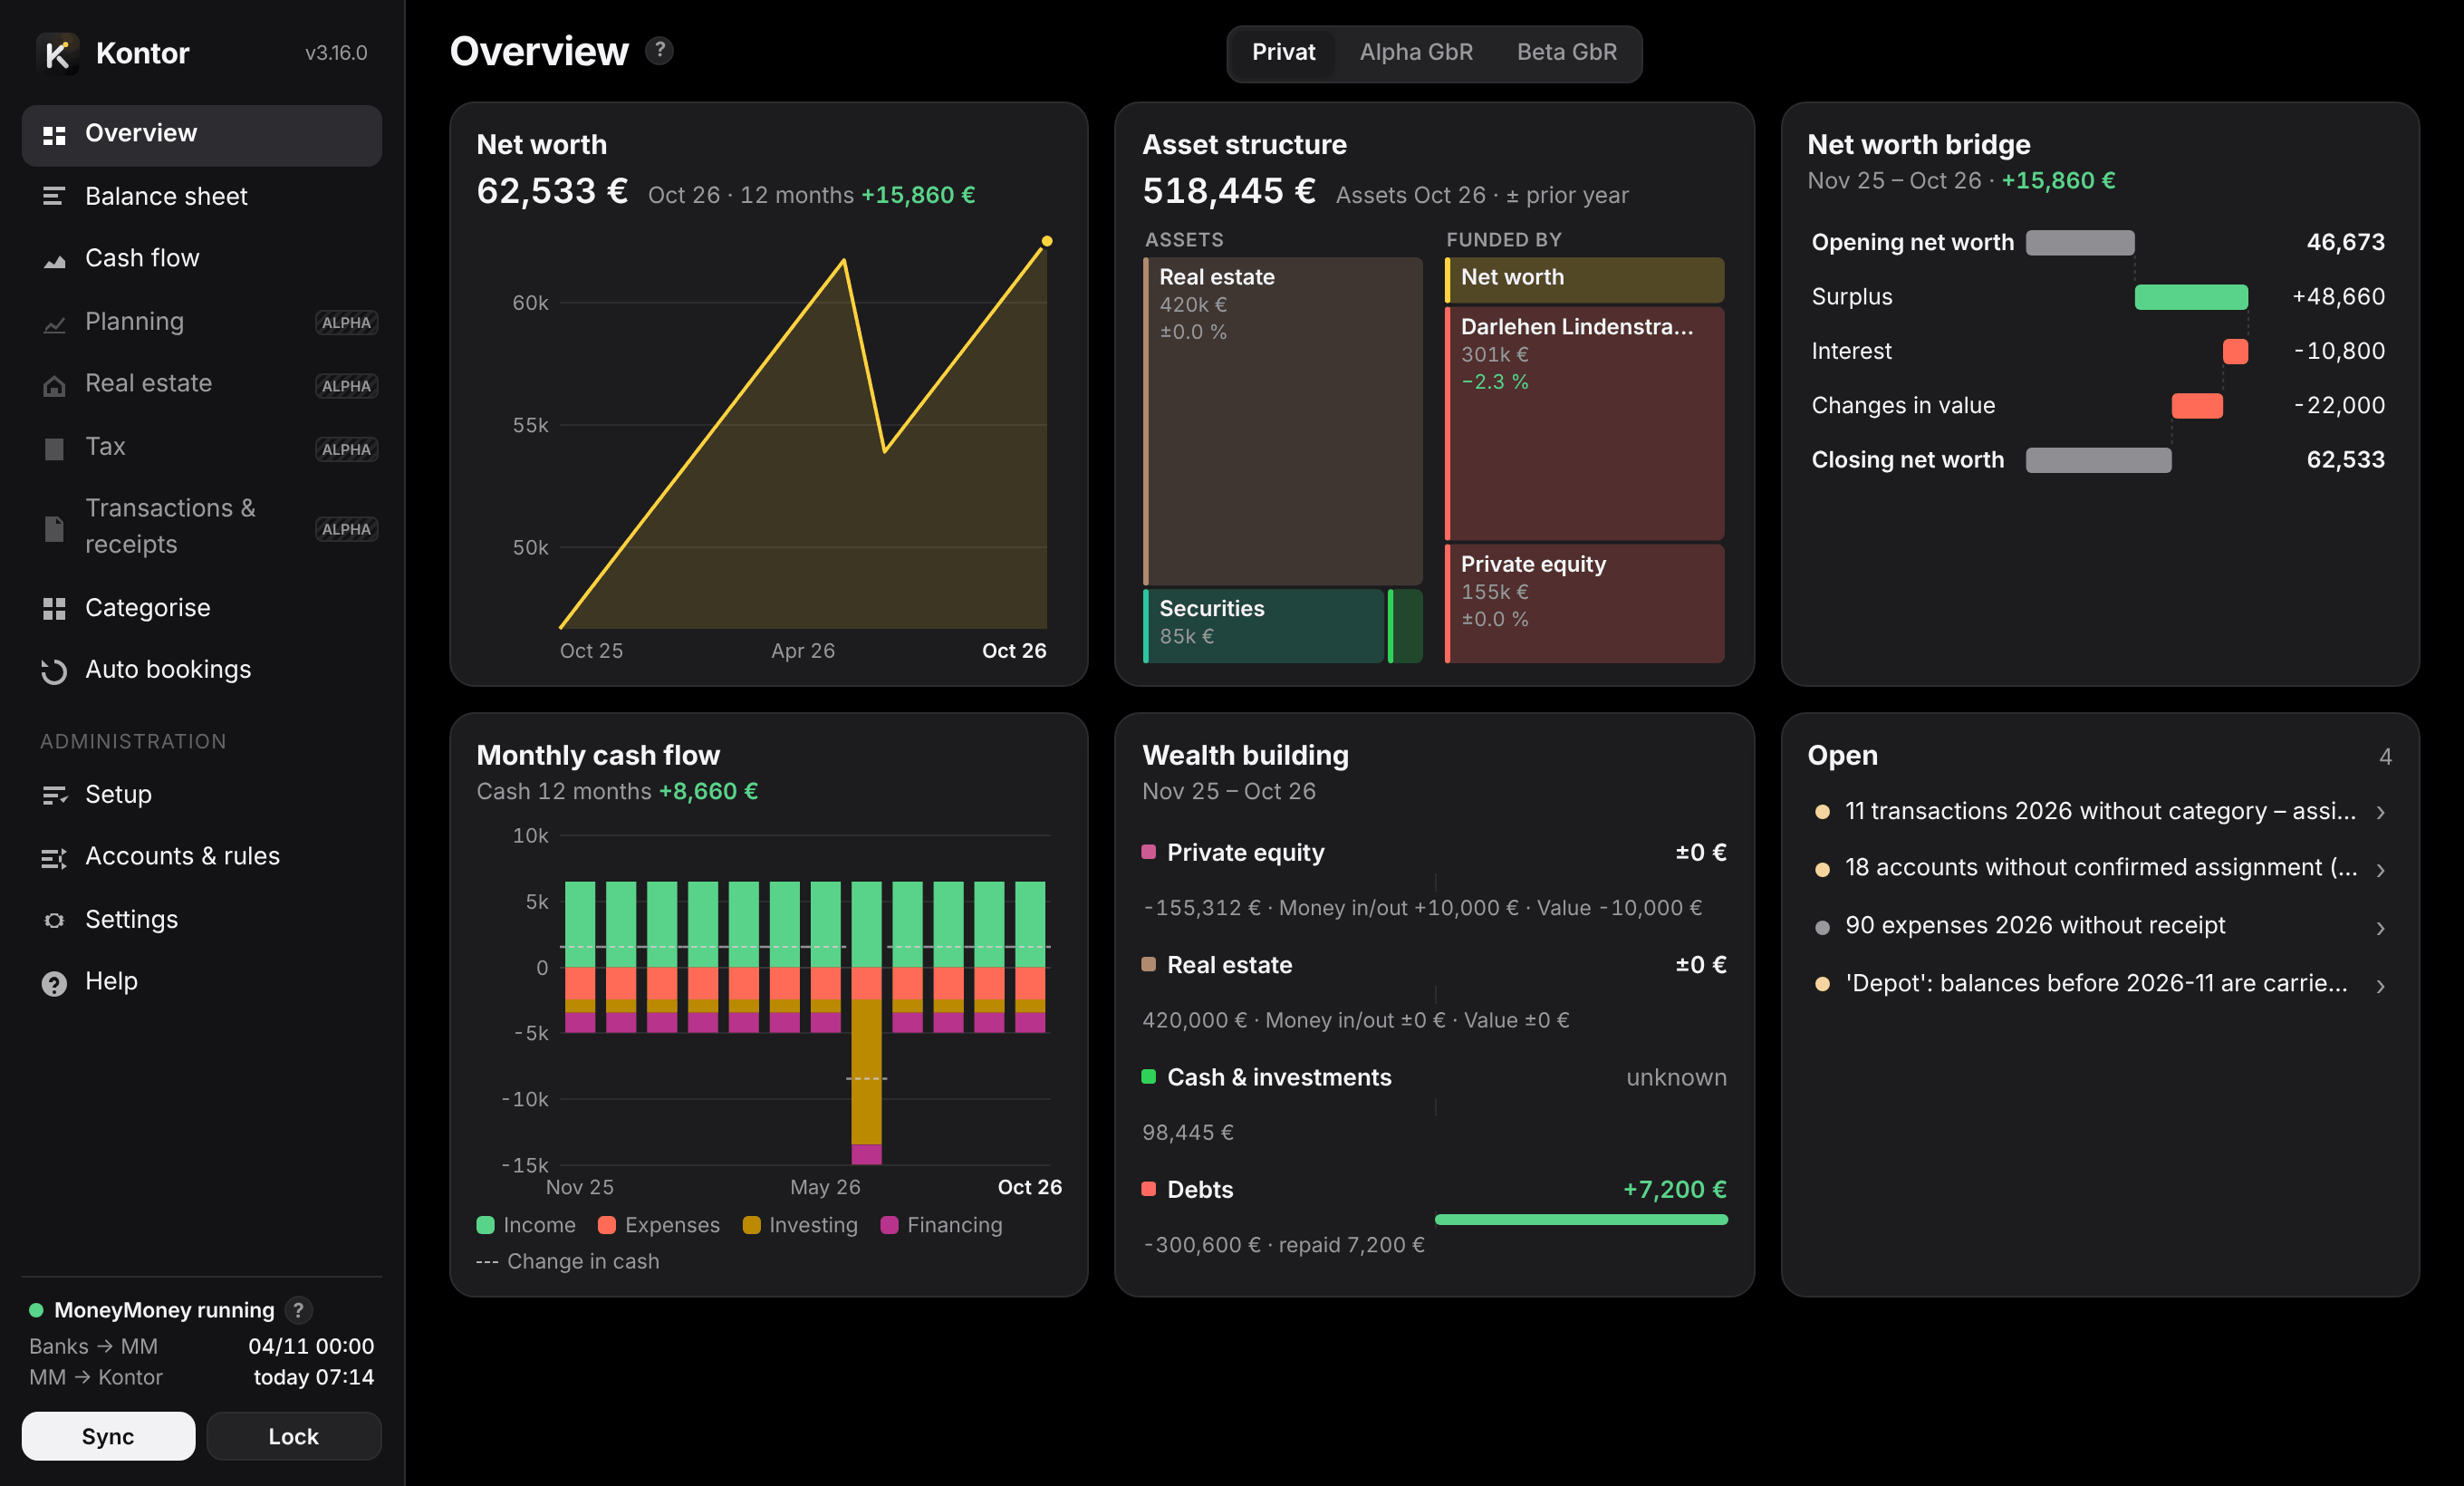 Kontor
v3.16.0
Overview
Balance sheet
Cash flow
Planning
ALPHA
Real estate
ALPHA
Tax
ALPHA
Transactions &
receipts
ALPHA
Categorise
Auto bookings
ADMINISTRATION
Setup
Accounts & rules
Settings
Help
MoneyMoney running ?
Banks → MM 04/11 00:00
MM → Kontor today 07:14
Sync
Lock
Overview ?
Privat
Alpha GbR
Beta GbR
Net worth
62,533 € Oct 26 · 12 months +15,860 €
60k
55k
50k
Oct 25
Apr 26
Oct 26
Asset structure
518,445 € Assets Oct 26 · ± prior year
ASSETS
Real estate
420k €
±0.0 %
Securities
85k €
FUNDED BY
Net worth
Darlehen Lindenstra...
301k €
−2.3 %
Private equity
155k €
±0.0 %
Net worth bridge
Nov 25 – Oct 26 · +15,860 €
Opening net worth 46,673
Surplus +48,660
Interest -10,800
Changes in value -22,000
Closing net worth 62,533
Monthly cash flow
Cash 12 months +8,660 €
10k
5k
0
-5k
-10k
-15k
Nov 25
May 26
Oct 26
Income
Expenses
Investing
Financing
Change in cash
Wealth building
Nov 25 – Oct 26
Private equity ±0 €
-155,312 € · Money in/out +10,000 € · Value -10,000 €
Real estate ±0 €
420,000 € · Money in/out ±0 € · Value ±0 €
Cash & investments unknown
98,445 €
Debts +7,200 €
-300,600 € · repaid 7,200 €
Open 4
11 transactions 2026 without category – assi...
18 accounts without confirmed assignment (...
90 expenses 2026 without receipt
'Depot': balances before 2026-11 are carrie...